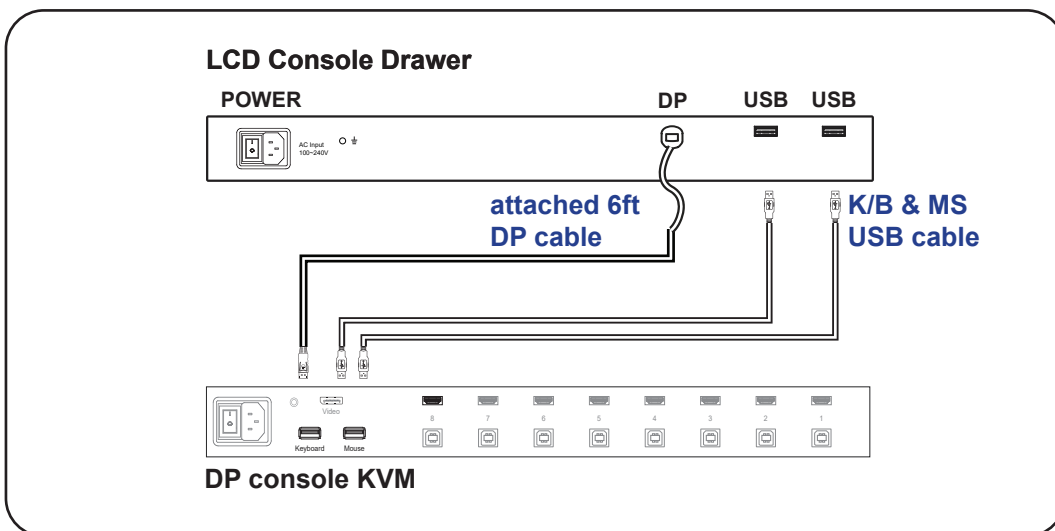 LCD Console Drawer
POWER
DP
USB
USB
AC Input
100~240V
attached 6ft
DP cable
K/B & MS
USB cable
Video
8
7
6
5
4
3
2
1
Keyboard
Mouse
DP console KVM